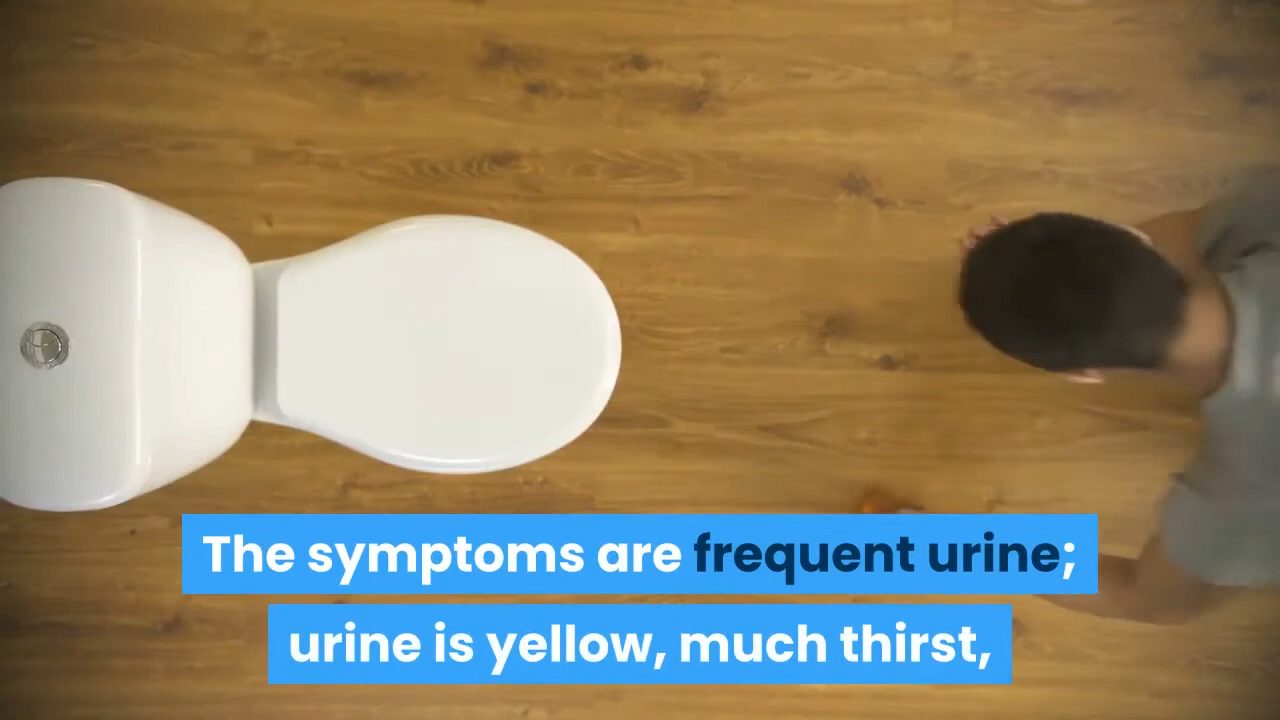 The symptoms are frequent urine;
urine is yellow, much thirst,